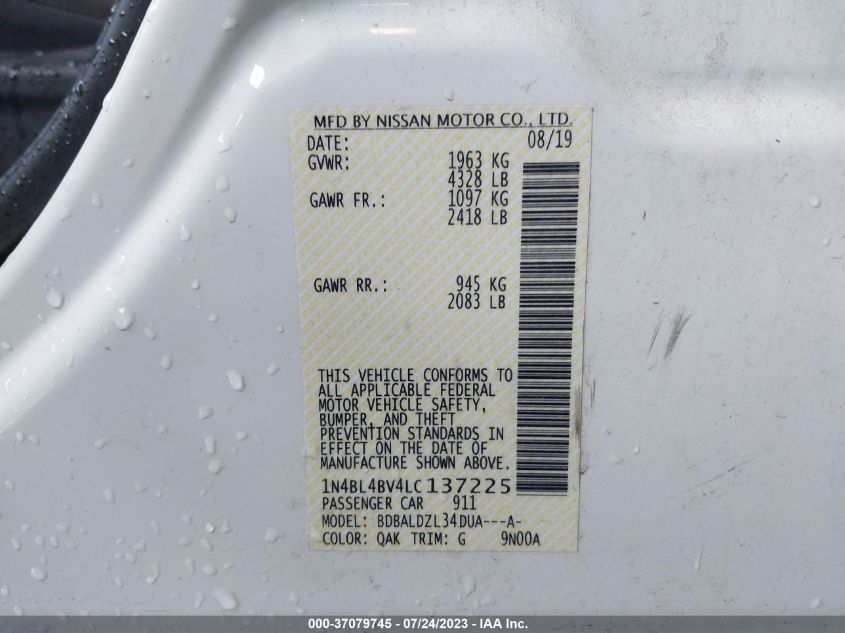 MFD BY NISSAN MOTOR CO., LTD.
DATE: 08/19
GVWR: 1963 KG
4328 LB
GAWR FR.: 1097 KG
2418 LB
GAWR RR.: 945 KG
2083 LB
THIS VEHICLE CONFORMS TO
ALL APPLICABLE FEDERAL
MOTOR VEHICLE SAFETY,
BUMPER, AND THEFT
PREVENTION STANDARDS IN
EFFECT ON THE DATE OF
MANUFACTURE SHOWN ABOVE.
1N4BL4BV4LC137225
PASSENGER CAR 911
MODEL: BDBALDZL34DUA---A-
COLOR: QAK TRIM: G 9N00A
000-37079745 - 07/24/2023 - IAA Inc.